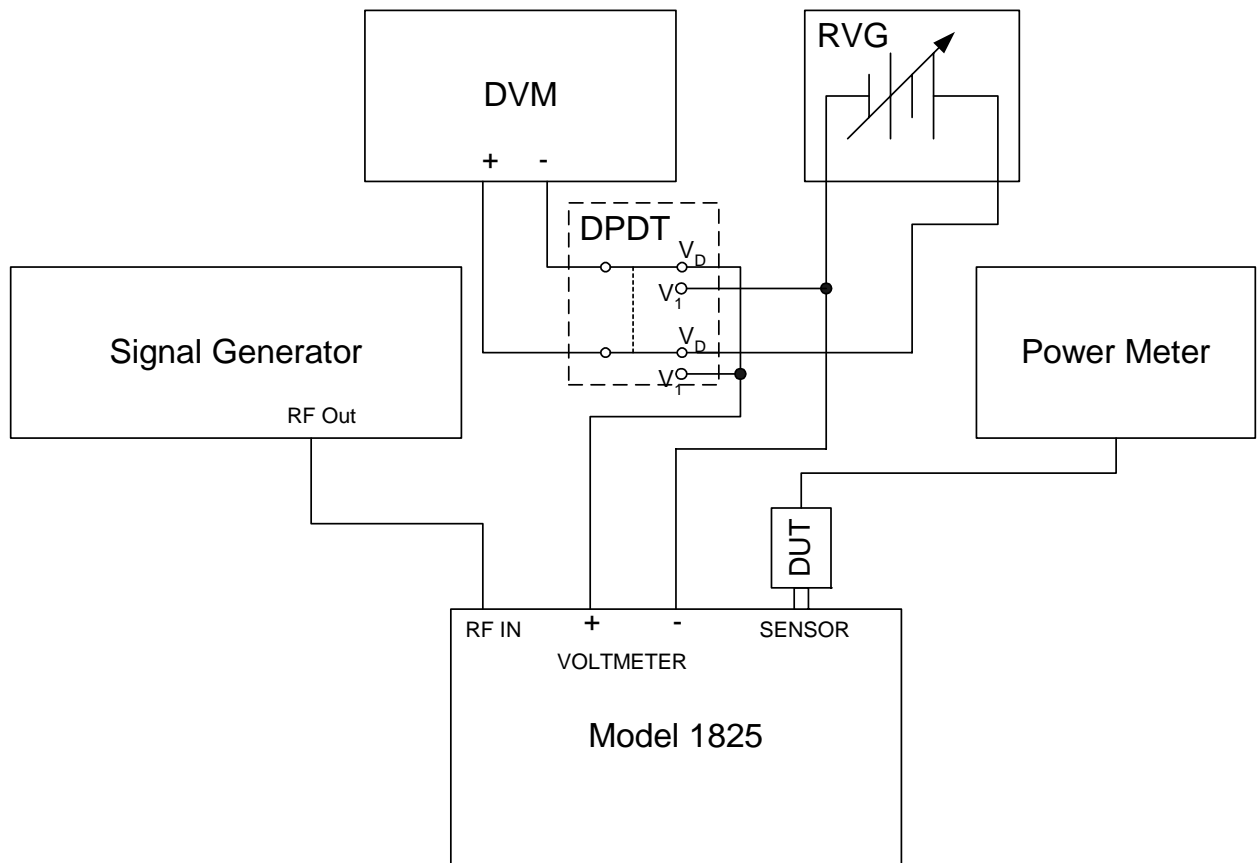 DVM
+ -
RVG
DPDT
V_D
V_1
V_D
V_1
Signal Generator
RF Out
Power Meter
DUT
RF IN
+ -
SENSOR
VOLTMETER
Model 1825